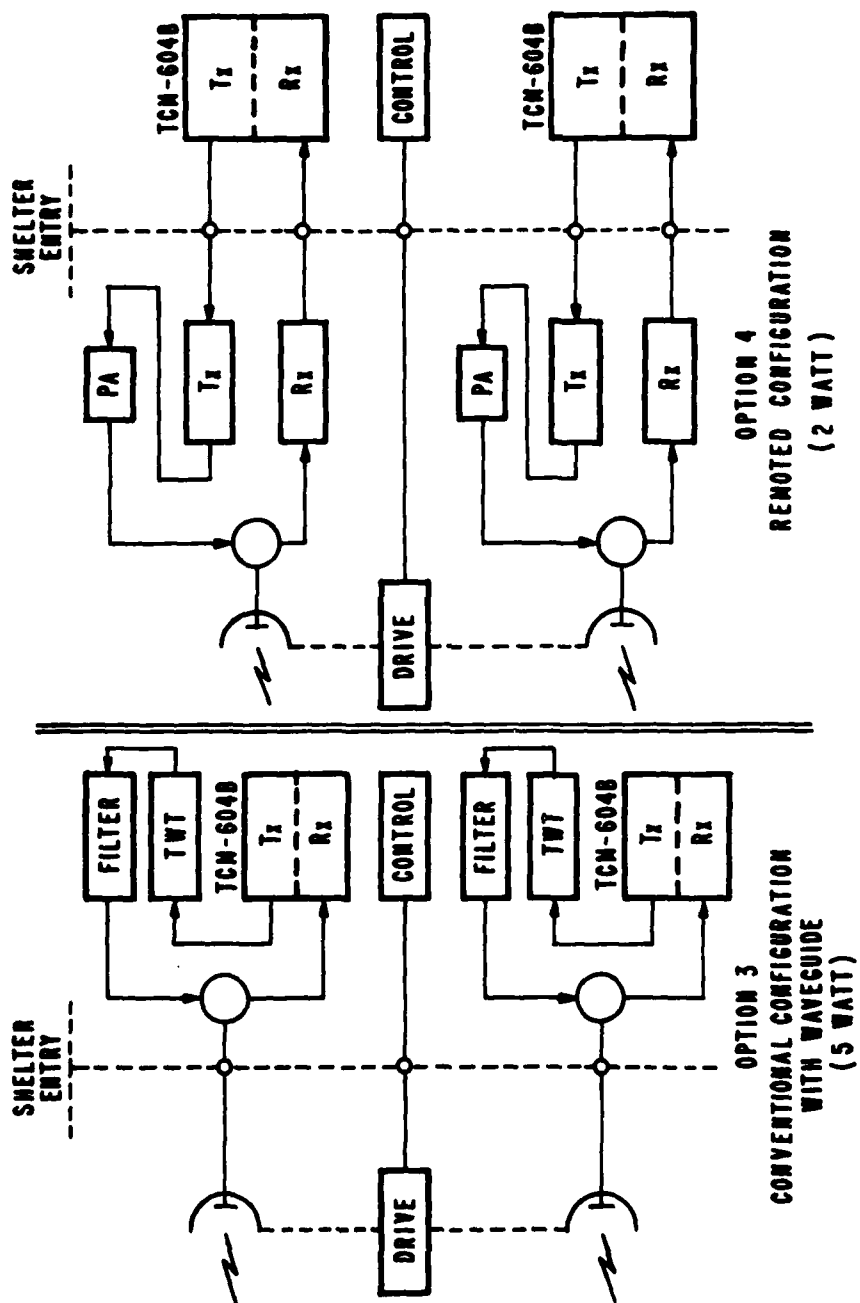 SHELTER
ENTRY
FILTER
TWT
TCM-604B
Tx
Rx
DRIVE
CONTROL
FILTER
TWT
TCM-604B
Tx
Rx
OPTION 3
CONVENTIONAL CONFIGURATION
WITH WAVEGUIDE
(5 WATT)
SHELTER
ENTRY
PA
TCM-604B
Tx
Tx
Rx
Rx
DRIVE
CONTROL
PA
TCM-604B
Tx
Tx
Rx
Rx
OPTION 4
REMOTED CONFIGURATION
(2 WATT)